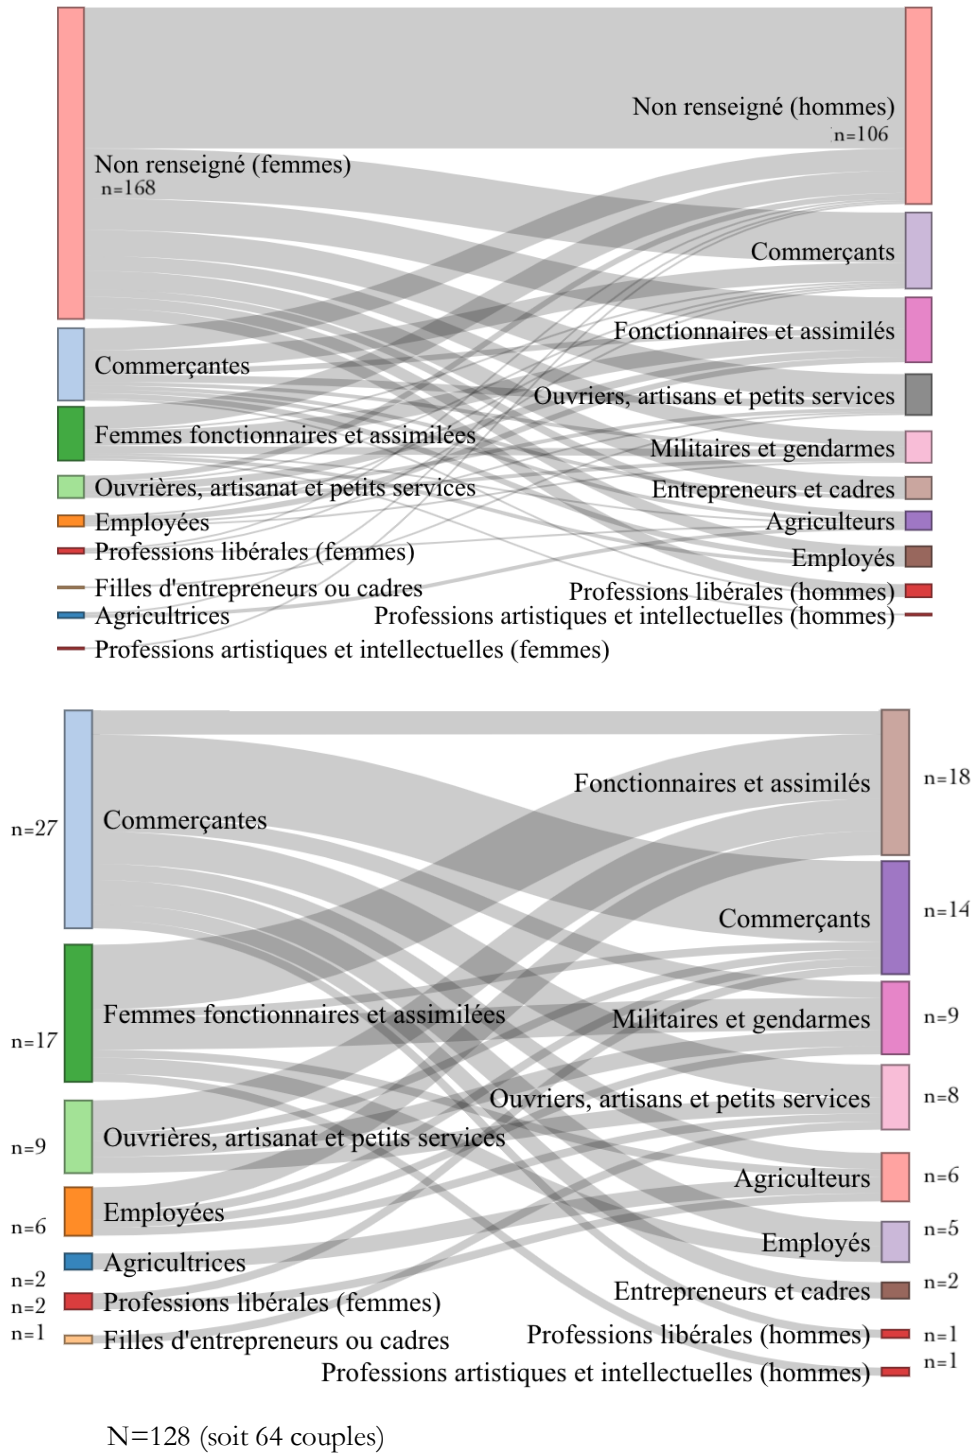 Non renseigné (hommes)
n=106
Non renseigné (femmes)
n=168
Commerçants
Fonctionnaires et assimilés
Commerçantes
Ouvriers, artisans et petits services
Femmes fonctionnaires et assimilées
Militaires et gendarmes
Ouvrières, artisanat et petits services
Entrepreneurs et cadres
Employées
Agriculteurs
Professions libérales (femmes)
Employés
Filles d'entrepreneurs ou cadres
Professions libérales (hommes)
Agricultrices
Professions artistiques et intellectuelles (hommes)
Professions artistiques et intellectuelles (femmes)
Fonctionnaires et assimilés
n=18
n=27
Commerçantes
Commerçants
n=14
Femmes fonctionnaires et assimilées
Militaires et gendarmes
n=9
n=17
Ouvriers, artisans et petits services
n=8
n=9
Ouvrières, artisanat et petits services
Agriculteurs
n=6
n=6
Employées
Employés
n=5
Agricultrices
n=2
Entrepreneurs et cadres
n=2
n=2
Professions libérales (femmes)
n=1
Filles d'entrepreneurs ou cadres
Professions libérales (hommes)
n=1
Professions artistiques et intellectuelles (hommes)
n=1
N=128 (soit 64 couples)